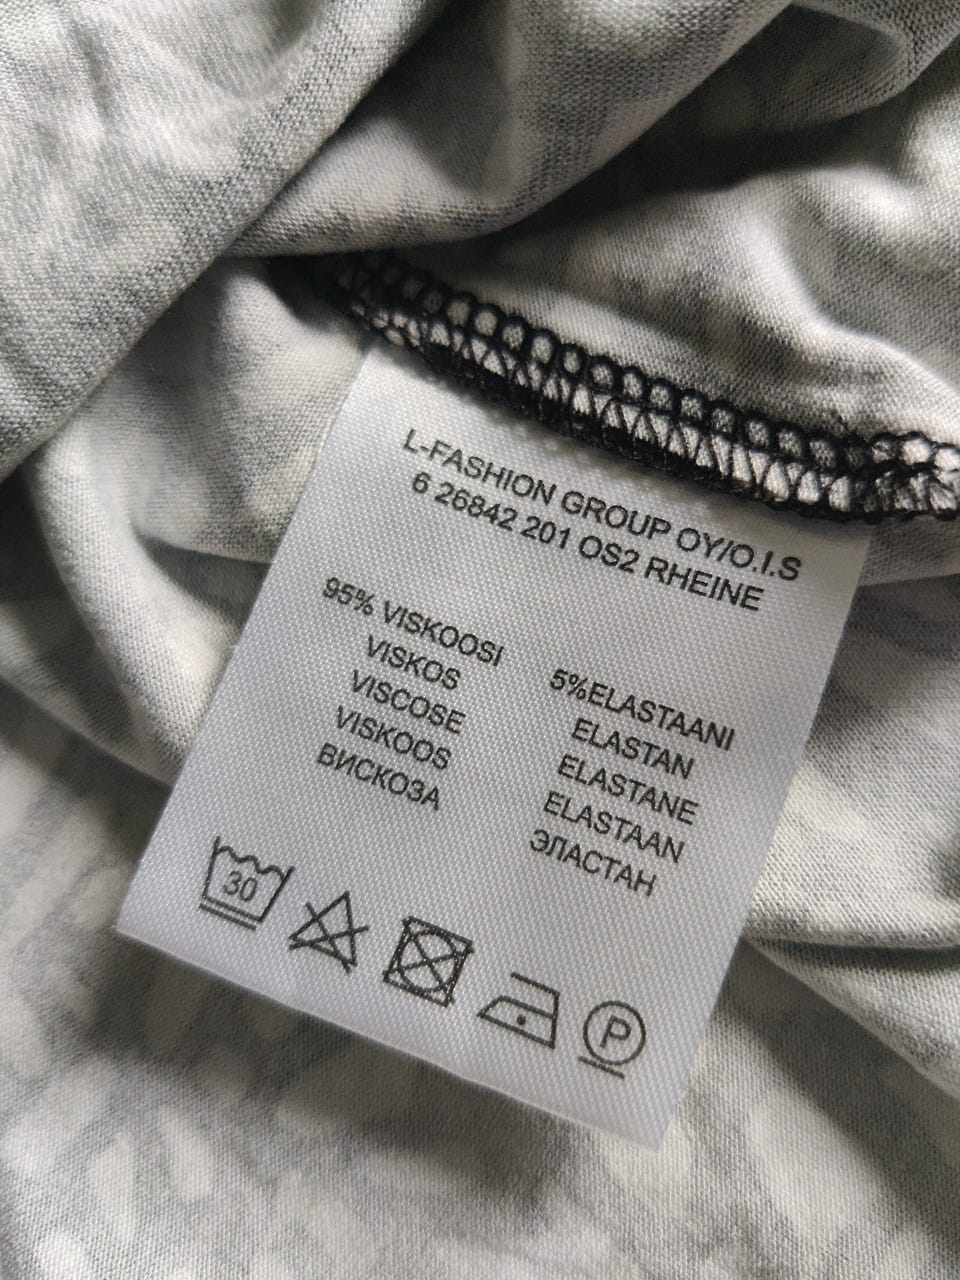 L-FASHION GROUP OY/O.I.S
6 26842 201 OS2 RHEINE
95% VISKOOSI
VISKOS
VISCOSE
VISKOOS
ВИСКОЗА
5%ELASTAANI
ELASTAN
ELASTANE
ELASTAAN
ЭЛАСТАН
30
P